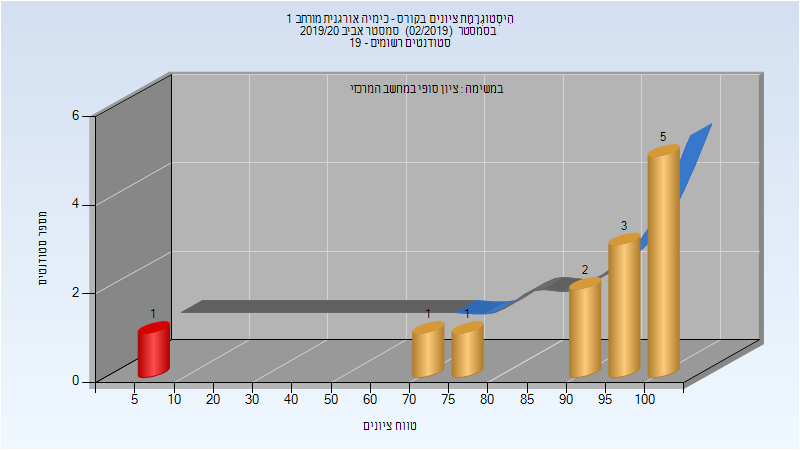 היסטוגרמת ציונים בקורס - כימיה אורגנית מורחב 1
בסמסטר (02/2019) סמסטר אביב 2019/20
סטודנטים רשומים - 19
במשימה : ציון סופי במחשב המרכזי
מספר סטודנטים
6
4
2
0
1
1
1
2
3
5
5 10 20 30 40 50 60 70 75 80 85 90 95 100
טווח ציונים